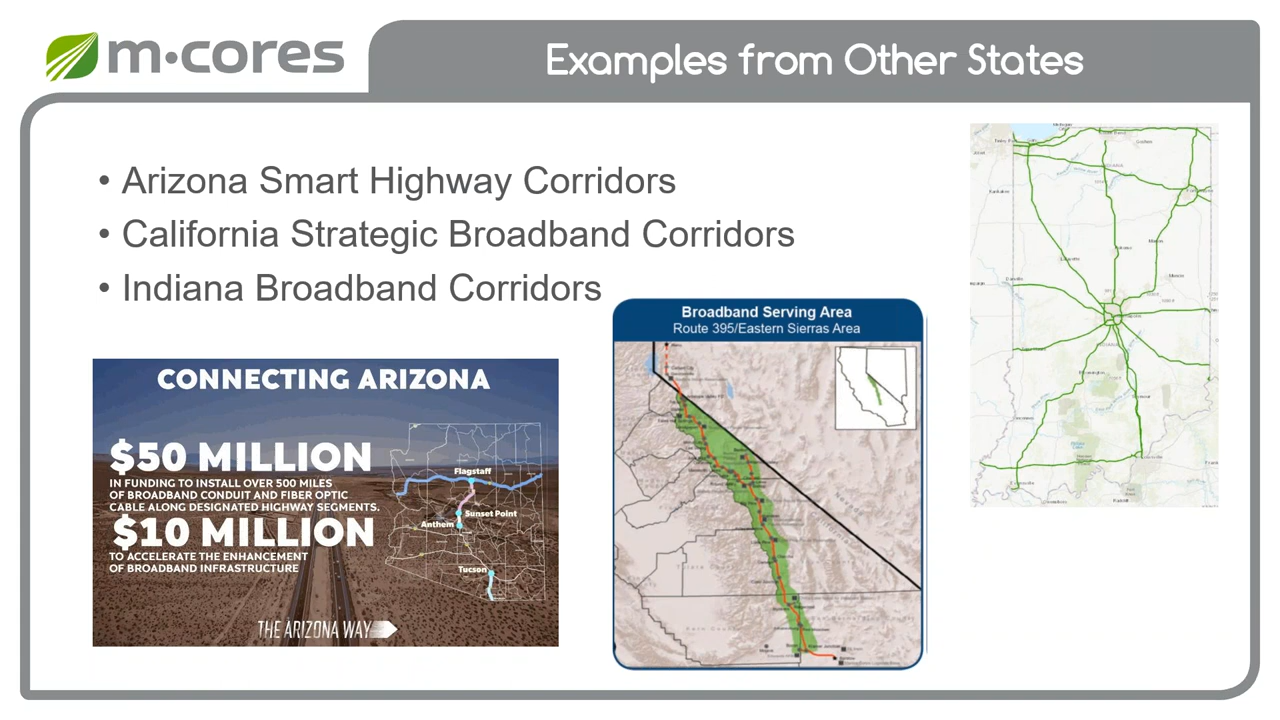 m·cores
Examples from Other States
• Arizona Smart Highway Corridors
• California Strategic Broadband Corridors
• Indiana Broadband Corridors
CONNECTING ARIZONA
$50 MILLION
IN FUNDING TO INSTALL OVER 500 MILES
OF BROADBAND CONDUIT AND FIBER OPTIC
CABLE ALONG DESIGNATED HIGHWAY SEGMENTS.
$10 MILLION
TO ACCELERATE THE ENHANCEMENT
OF BROADBAND INFRASTRUCTURE
Flagstaff
Sunset Point
Anthem
Tucson
THE ARIZONA WAY
Broadband Serving Area
Route 395/Eastern Sierras Area